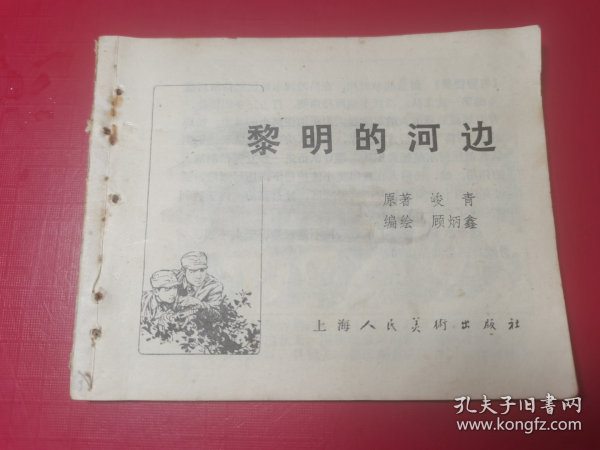 黎明的河边
原著 峻青
编绘 顾炳鑫
上海人民美術出版社
孔夫子旧书网
www.kongfz.com